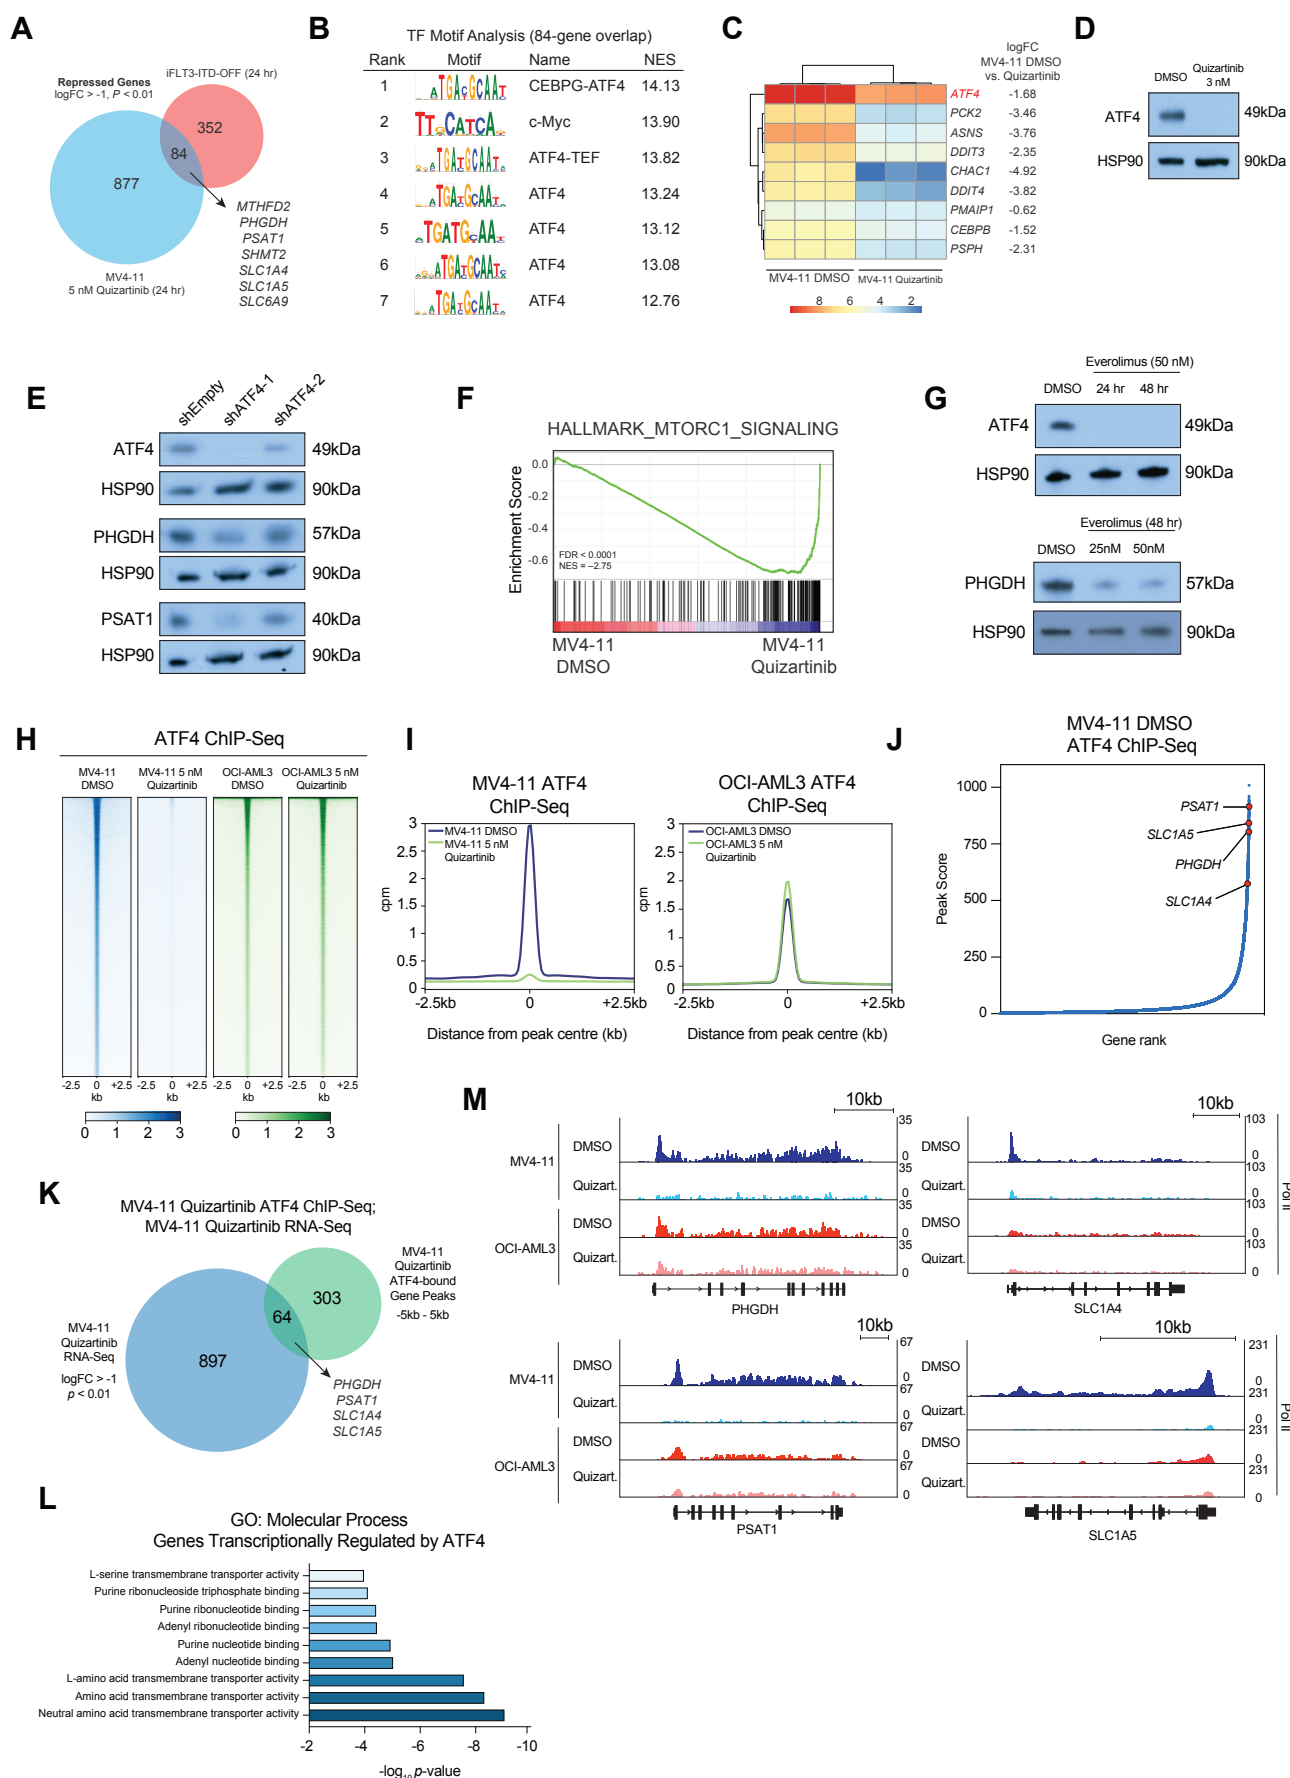 A
Repressed Genes
logFC > -1, P < 0.01
iFLT3-ITD-OFF (24 hr)
352
84
877
MTHFD2
PHGDH
PSAT1
SHMT2
SLC1A4
SLC1A5
SLC6A9
MV4-11
5 nM Quizartinib (24 hr)
B
TF Motif Analysis (84-gene overlap)
Rank Motif Name NES
1 CEBPG-ATF4 14.13
2 c-Myc 13.90
3 ATF4-TEF 13.82
4 ATF4 13.24
5 ATF4 13.12
6 ATF4 13.08
7 ATF4 12.76
C
logFC
MV4-11 DMSO
vs. Quizartinib
ATF4 -1.68
PCK2 -3.46
ASNS -3.76
DDIT3 -2.35
CHAC1 -4.92
DDIT4 -3.82
PMAIP1 -0.62
CEBPB -1.52
PSPH -2.31
MV4-11 DMSO MV4-11 Quizartinib
8 6 4 2
D
DMSO Quizartinib
3 nM
ATF4 49kDa
HSP90 90kDa
E
shEmpty shATF4-1 shATF4-2
ATF4 49kDa
HSP90 90kDa
PHGDH 57kDa
HSP90 90kDa
PSAT1 40kDa
HSP90 90kDa
F
HALLMARK_MTORC1_SIGNALING
Enrichment Score
0.0
-0.2
-0.4
-0.6
FDR < 0.0001
NES = –2.75
MV4-11
DMSO
MV4-11
Quizartinib
G
Everolimus (50 nM)
DMSO 24 hr 48 hr
ATF4 49kDa
HSP90 90kDa
Everolimus (48 hr)
DMSO 25nM 50nM
PHGDH 57kDa
HSP90 90kDa
H
ATF4 ChIP-Seq
MV4-11
DMSO
MV4-11 5 nM
Quizartinib
OCI-AML3
DMSO
OCI-AML3 5 nM
Quizartinib
-2.5 0 +2.5 -2.5 0 +2.5 -2.5 0 +2.5 -2.5 0 +2.5
kb kb kb kb
0 1 2 3 0 1 2 3
I
MV4-11 ATF4
ChIP-Seq
MV4-11 DMSO
MV4-11 5 nM
Quizartinib
cpm
3
2.5
2
1.5
1
0.5
0
-2.5kb 0 +2.5kb
Distance from peak centre (kb)
OCI-AML3 ATF4
ChIP-Seq
OCI-AML3 DMSO
OCI-AML3 5 nM
Quizartinib
cpm
3
2.5
2
1.5
1
0.5
0
-2.5kb 0 +2.5kb
Distance from peak centre (kb)
J
MV4-11 DMSO
ATF4 ChIP-Seq
Peak Score
1000
750
500
250
0
PSAT1
SLC1A5
PHGDH
SLC1A4
Gene rank
K
MV4-11 Quizartinib ATF4 ChIP-Seq;
MV4-11 Quizartinib RNA-Seq
MV4-11
Quizartinib
ATF4-bound
Gene Peaks
-5kb - 5kb
303
64
897
MV4-11
Quizartinib
RNA-Seq
logFC > -1
p < 0.01
PHGDH
PSAT1
SLC1A4
SLC1A5
L
GO: Molecular Process
Genes Transcriptionally Regulated by ATF4
L-serine transmembrane transporter activity
Purine ribonucleoside triphosphate binding
Purine ribonucleotide binding
Adenyl ribonucleotide binding
Purine nucleotide binding
Adenyl nucleotide binding
L-amino acid transmembrane transporter activity
Amino acid transmembrane transporter activity
Neutral amino acid transmembrane transporter activity
-2 -4 -6 -8 -10
-log10 p-value
M
10kb
MV4-11
DMSO
35
0
Quizart.
35
0
OCI-AML3
DMSO
35
0
Quizart.
35
0
PHGDH
10kb
DMSO
103
0
Quizart.
103
0
DMSO
103
0
Quizart.
103
0
SLC1A4
Pol II
10kb
MV4-11
DMSO
67
0
Quizart.
67
0
OCI-AML3
DMSO
67
0
Quizart.
67
0
PSAT1
10kb
DMSO
231
0
Quizart.
231
0
DMSO
231
0
Quizart.
231
0
SLC1A5
Pol II